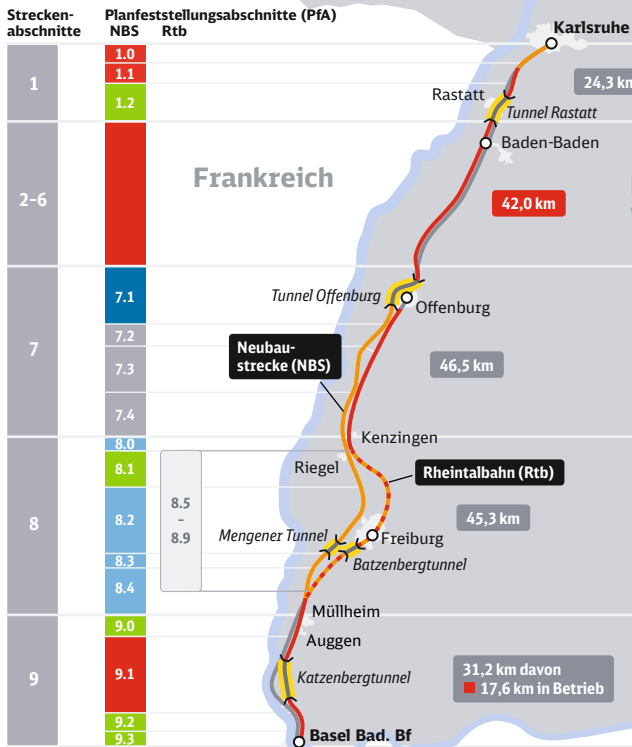 Strecken-
abschnitte
Planfeststellungsabschnitte (PfA)
NBS Rtb
1
2–6
7
8
9
1.0
1.1
1.2
7.1
7.2
7.3
7.4
8.0
8.1
8.2
8.3
8.4
9.0
9.1
9.2
9.3
8.5
–
8.9
Frankreich
Karlsruhe
24,3 km
Rastatt
Tunnel Rastatt
Baden-Baden
42,0 km
Tunnel Offenburg
Offenburg
Neubau-
strecke (NBS)
46,5 km
Kenzingen
Riegel
Rheintalbahn (Rtb)
45,3 km
Mengener Tunnel
Freiburg
Batzenbergtunnel
Müllheim
Auggen
Katzenbergtunnel
31,2 km davon
17,6 km in Betrieb
Basel Bad. Bf